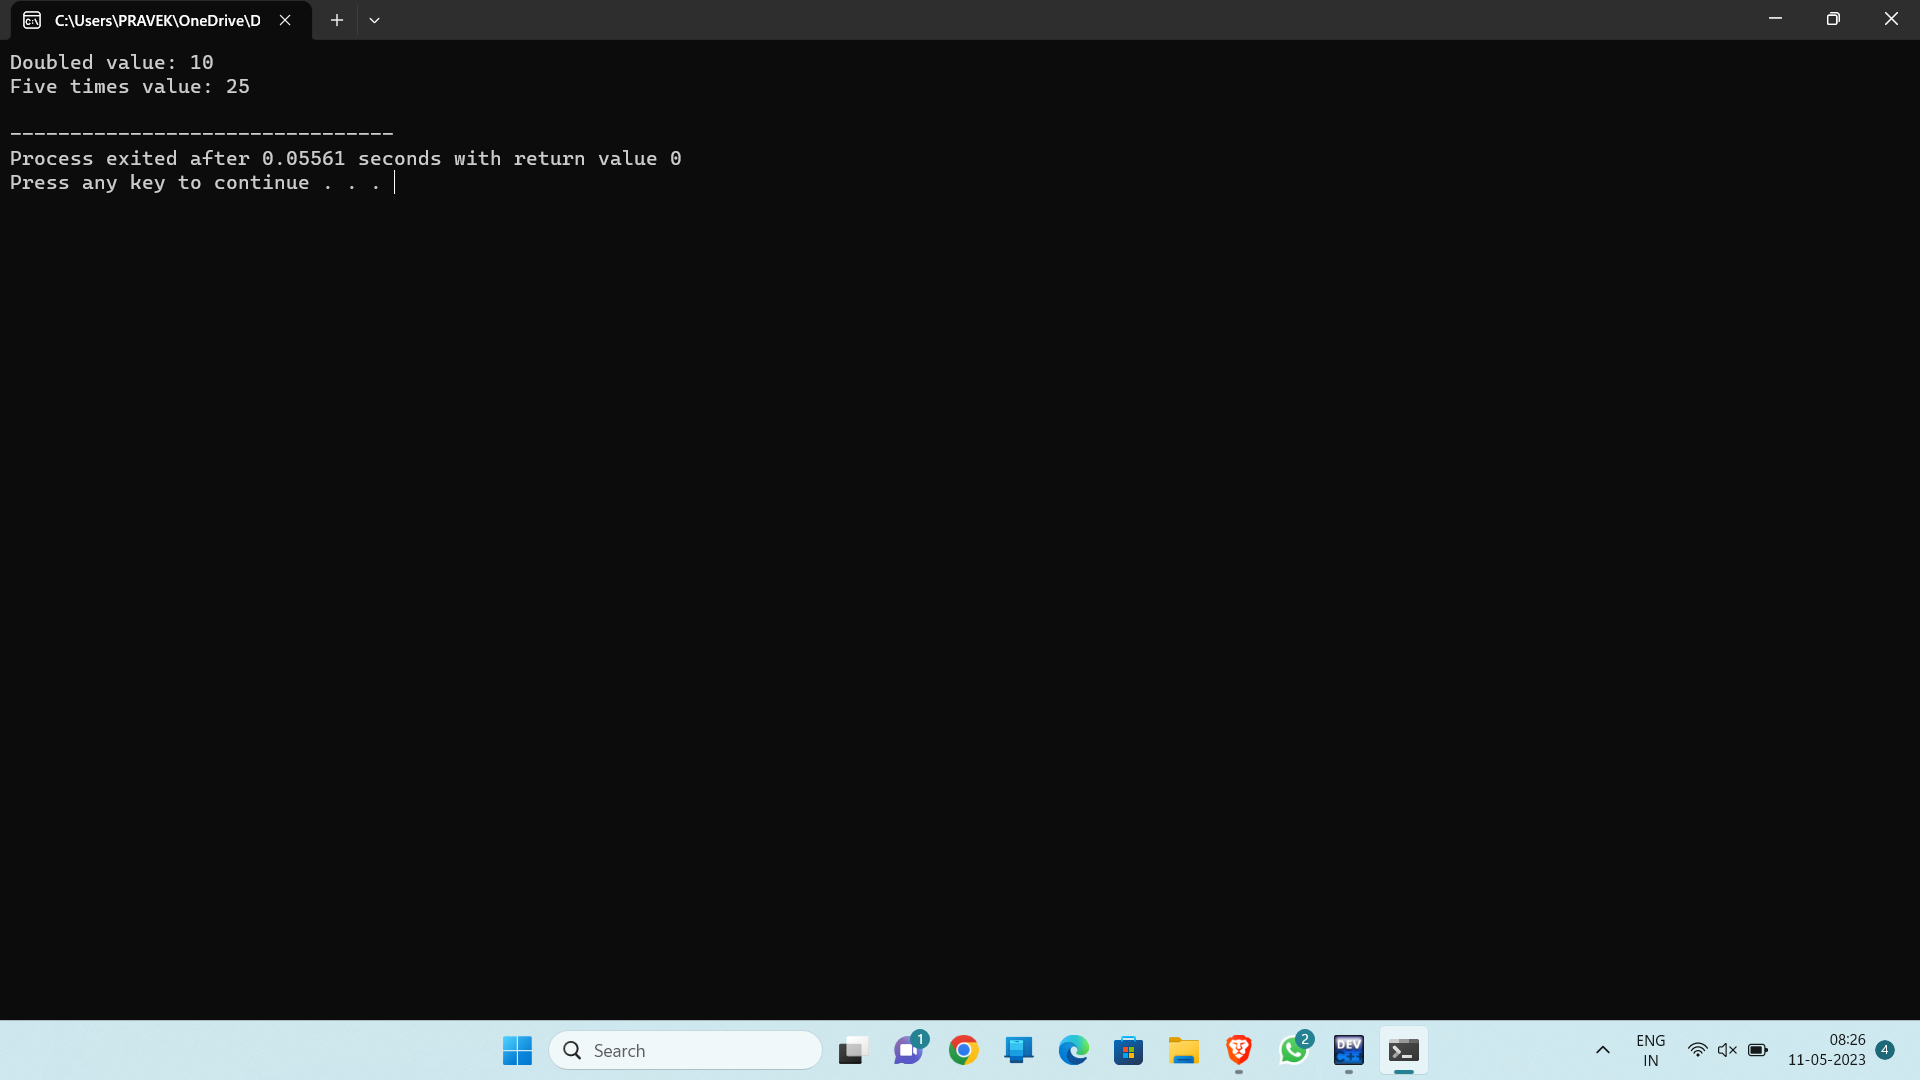 C:\Users\PRAVEK\OneDrive\D
Doubled value: 10
Five times value: 25
--------------------------------
Process exited after 0.05561 seconds with return value 0
Press any key to continue . . .
Search
1
2
DEV
C++
ENG
IN
08:26
11-05-2023
4